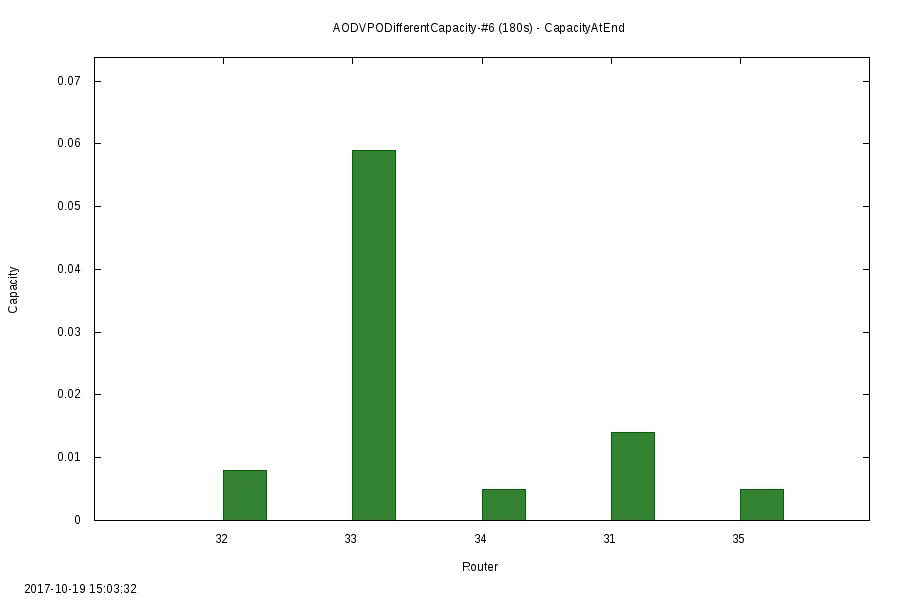 AODVPODifferentCapacity-#6 (180s) - CapacityAtEnd
0.07
0.06
0.05
0.04
0.03
0.02
0.01
0
Capacity
32 33 34 31 35
Router
2017-10-19 15:03:32